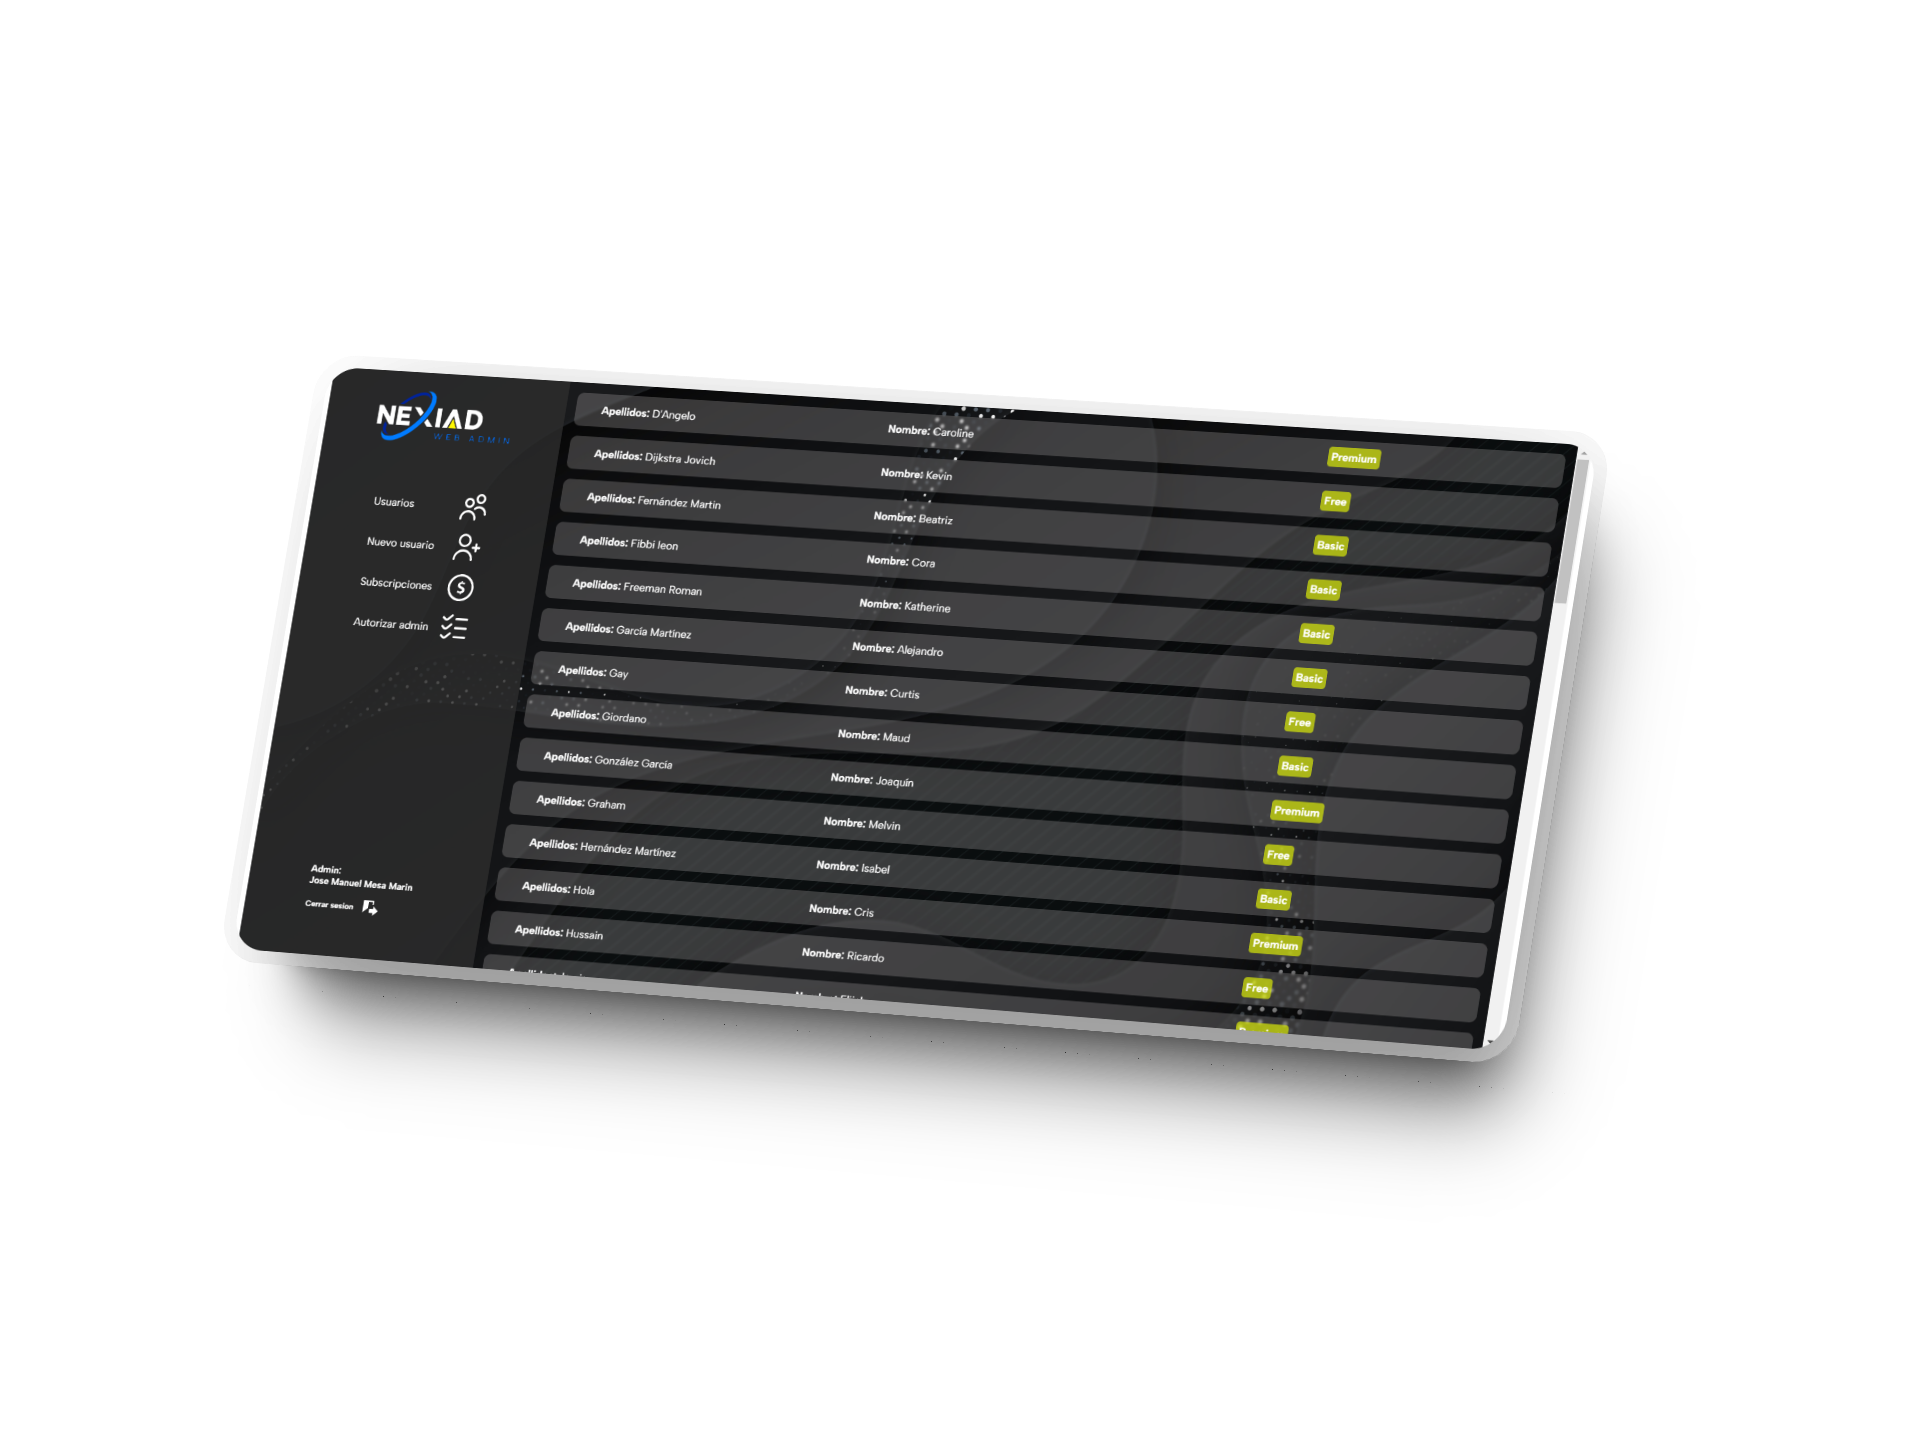 NEXIAD
WEB ADMIN
Usuarios
Nuevo usuario
Subscripciones
Autorizar admin
Admin:
Jose Manuel Mesa Marin
Cerrar sesion
Apellidos: D'Angelo Nombre: Caroline Premium
Apellidos: Dijkstra Jovich Nombre: Kevin Free
Apellidos: Fernández Martin Nombre: Beatriz Basic
Apellidos: Fibbi leon Nombre: Cora Basic
Apellidos: Freeman Roman Nombre: Katherine Basic
Apellidos: García Martínez Nombre: Alejandro Basic
Apellidos: Gay Nombre: Curtis Free
Apellidos: Giordano Nombre: Maud Basic
Apellidos: González García Nombre: Joaquín Premium
Apellidos: Graham Nombre: Melvin Free
Apellidos: Hernández Martínez Nombre: Isabel Basic
Apellidos: Hola Nombre: Cris Premium
Apellidos: Hussain Nombre: Ricardo Free